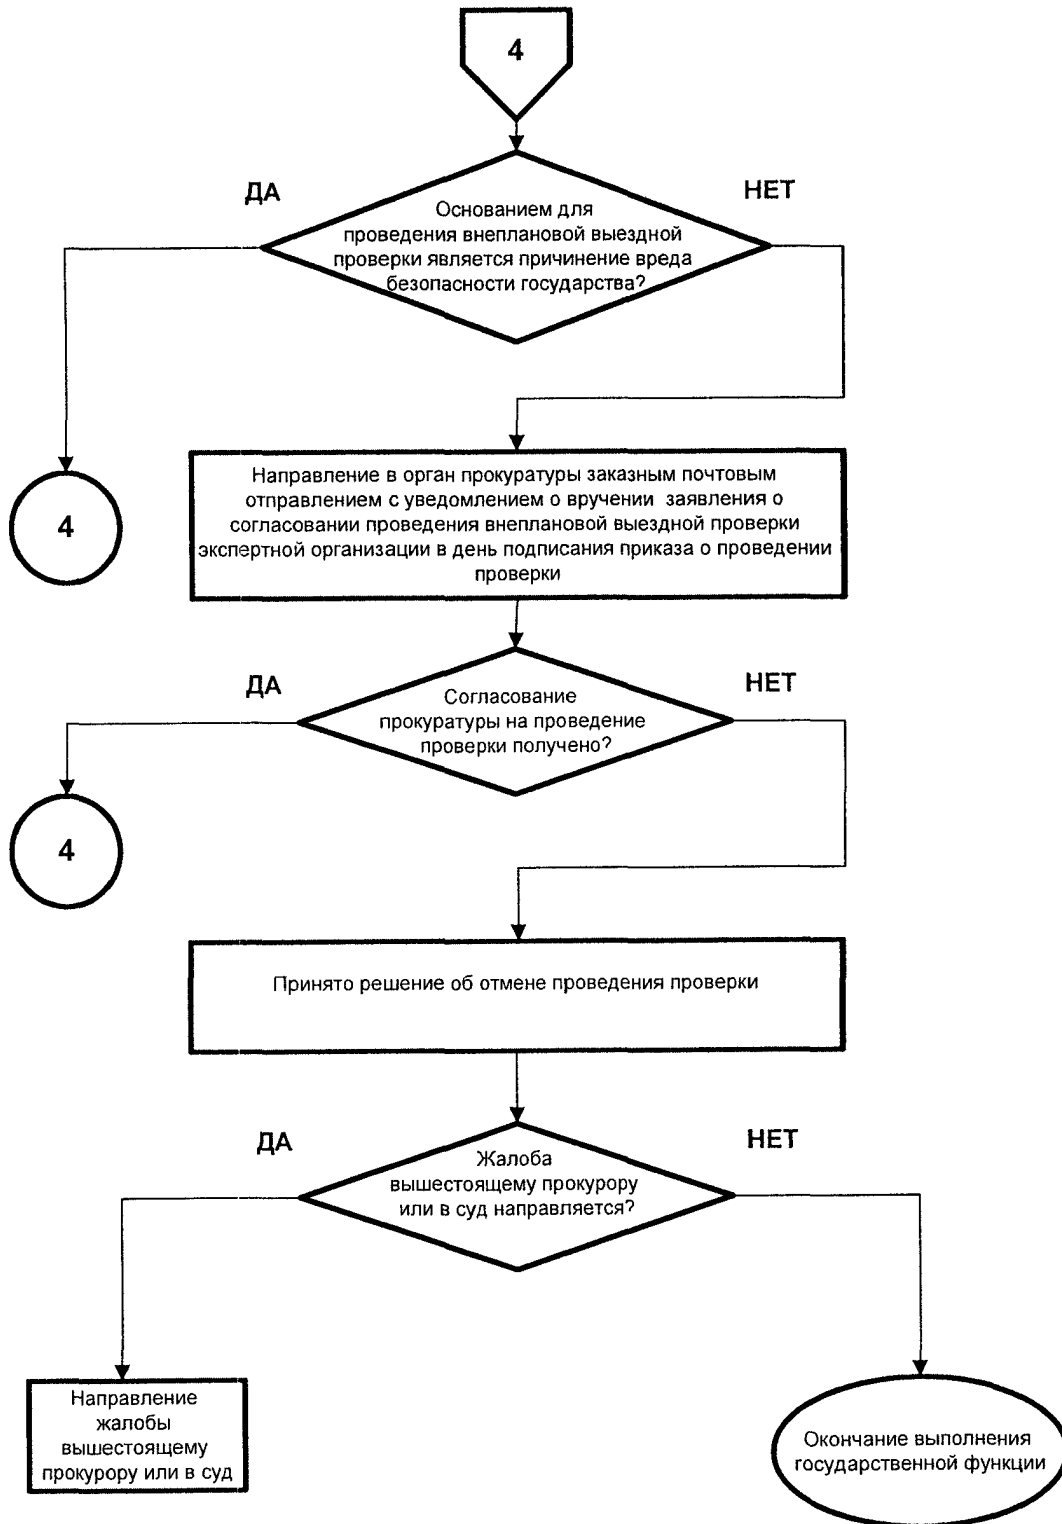 4
ДА
НЕТ
Основанием для
проведения внеплановой выездной
проверки является причинение вреда
безопасности государства?
4
Направление в орган прокуратуры заказным почтовым
отправлением с уведомлением о вручении заявления о
согласовании проведения внеплановой выездной проверки
экспертной организации в день подписания приказа о проведении
проверки
ДА
НЕТ
Согласование
прокуратуры на проведение
проверки получено?
4
Принято решение об отмене проведения проверки
ДА
НЕТ
Жалоба
вышестоящему прокурору
или в суд направляется?
Направление
жалобы
вышестоящему
прокурору или в суд
Окончание выполнения
государственной функции